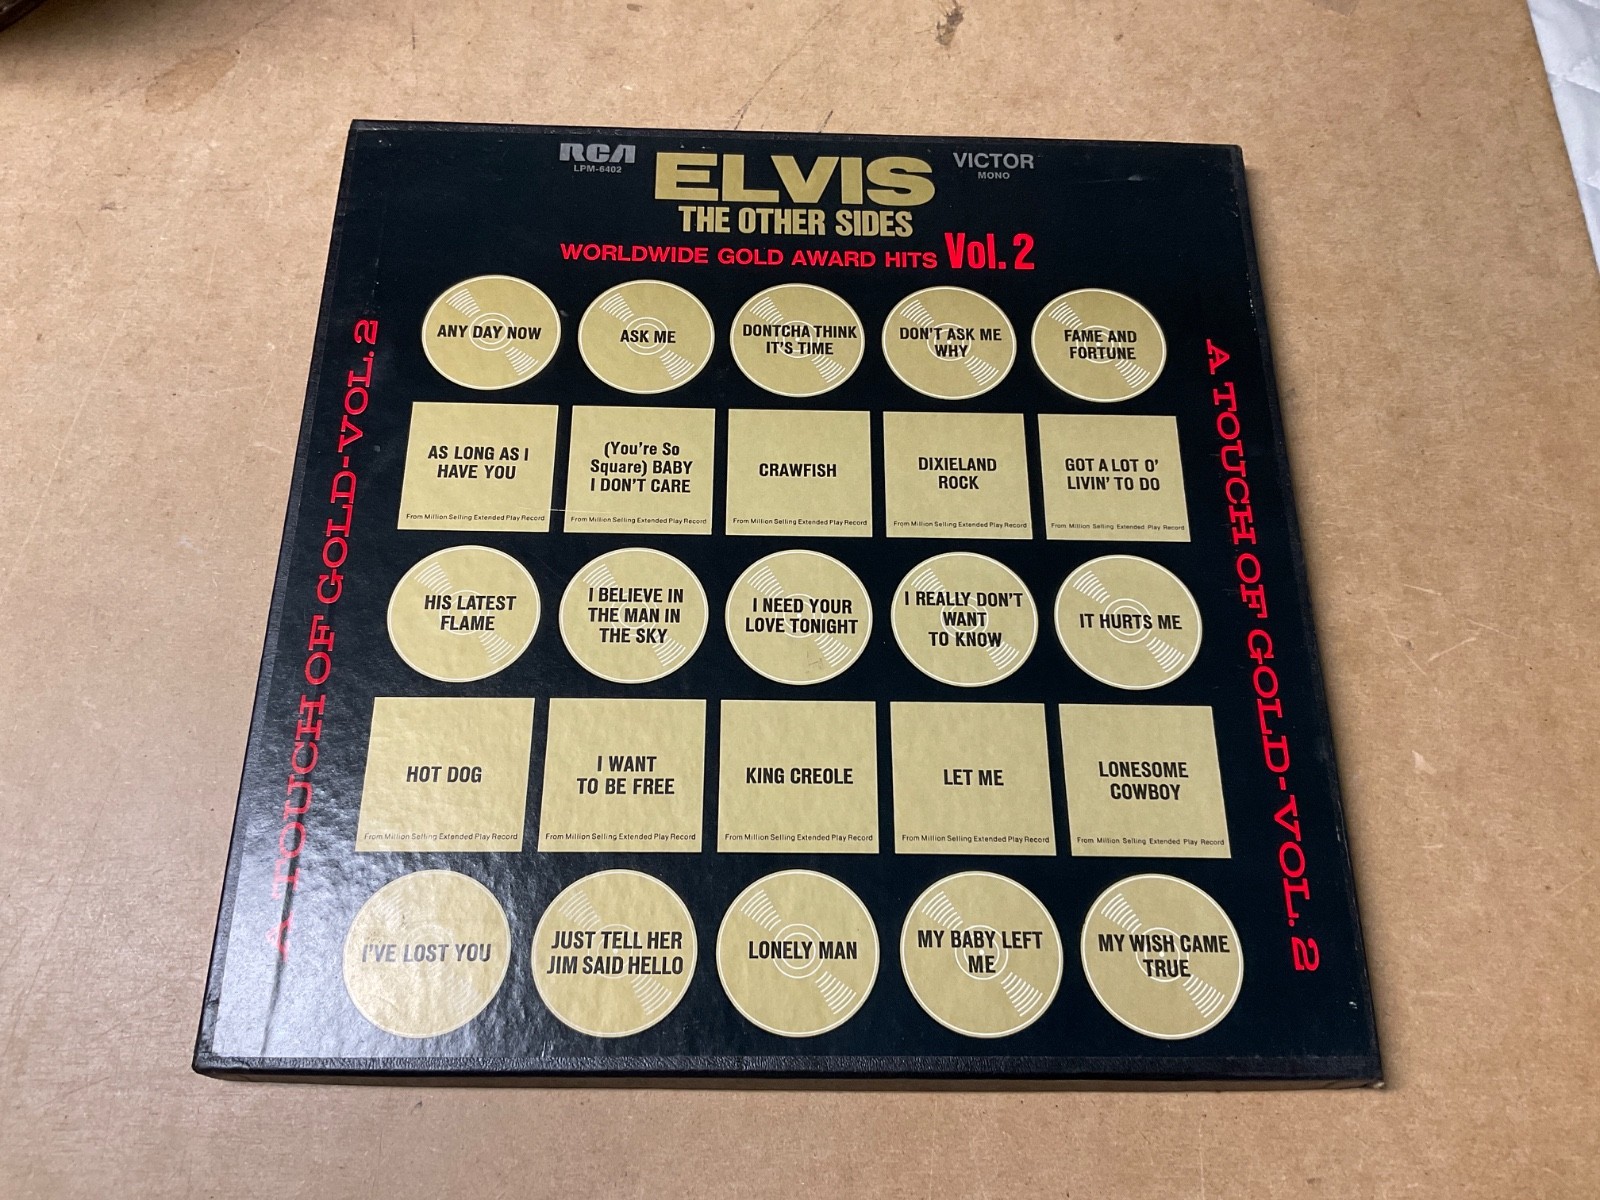 RCA
LPM-6402
ELVIS
VICTOR
MONO
THE OTHER SIDES
WORLDWIDE GOLD AWARD HITS Vol. 2
A TOUCH OF GOLD-VOL. 2
A TOUCH OF GOLD-VOL. 2
ANY DAY NOW
ASK ME
DONTCHA THINK
IT'S TIME
DON'T ASK ME
WHY
FAME AND
FORTUNE
AS LONG AS I
HAVE YOU
From Million Selling Extended Play Record
(You're So
Square) BABY
I DON'T CARE
From Million Selling Extended Play Record
CRAWFISH
From Million Selling Extended Play Record
DIXIELAND
ROCK
From Million Selling Extended Play Record
GOT A LOT O'
LIVIN' TO DO
From Million Selling Extended Play Record
HIS LATEST
FLAME
I BELIEVE IN
THE MAN IN
THE SKY
I NEED YOUR
LOVE TONIGHT
I REALLY DON'T
WANT
TO KNOW
IT HURTS ME
HOT DOG
From Million Selling Extended Play Record
I WANT
TO BE FREE
From Million Selling Extended Play Record
KING CREOLE
From Million Selling Extended Play Record
LET ME
From Million Selling Extended Play Record
LONESOME
COWBOY
From Million Selling Extended Play Record
I'VE LOST YOU
JUST TELL HER
JIM SAID HELLO
LONELY MAN
MY BABY LEFT
ME
MY WISH CAME
TRUE